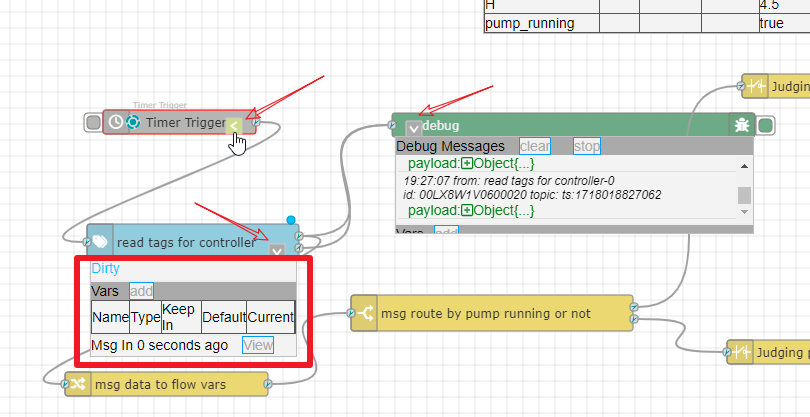 H 4.5
pump_running true
Timer Trigger
Timer Trigger
<
Judging
debug
Debug Messages clear stop
payload:+Object{...}
19:27:07 from: read tags for controller-0
id: 00LX8W1V0600020 topic: ts:1718018827062
payload:+Object{...}
Vars add
read tags for controller
Dirty
Vars add
Name Type Keep In Default Current
Msg In 0 seconds ago View
msg route by pump running or not
Judging p
msg data to flow vars